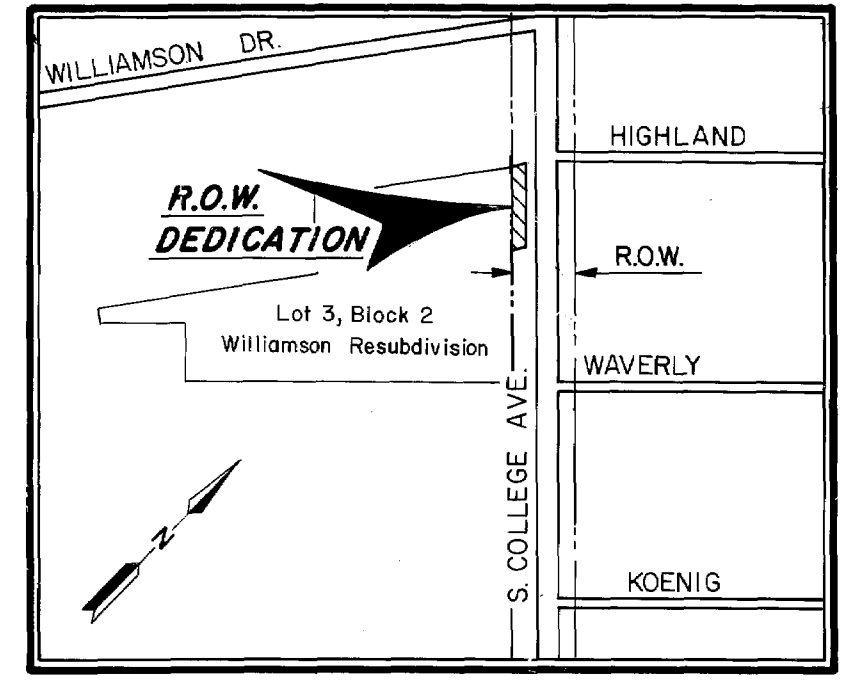 WILLIAMSON DR.
HIGHLAND
R.O.W.
DEDICATION
R.O.W.
Lot 3, Block 2
Williamson Resubdivision
WAVERLY
S. COLLEGE AVE.
N
KOENIG